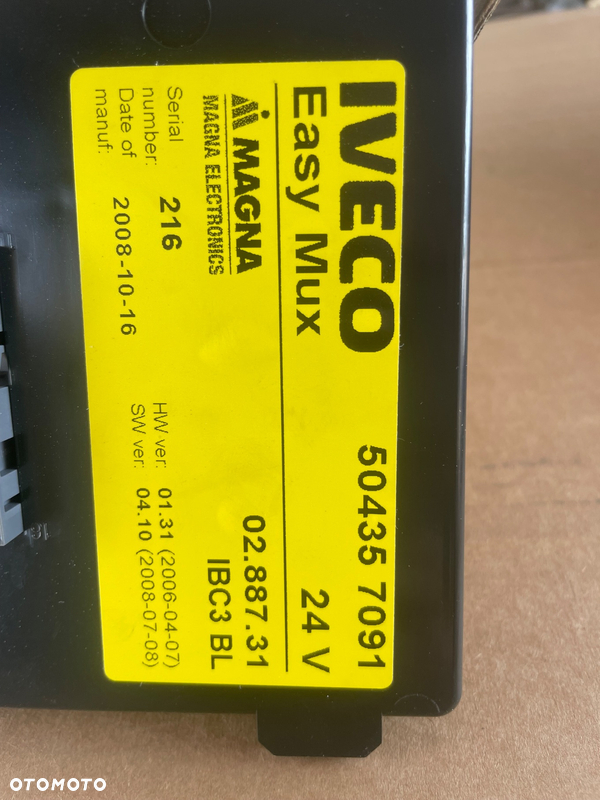 IVECO 50435 7091
Easy Mux 24 V
MAGNA 02.887.31
MAGNA ELECTRONICS IBC3 BL
Serial
number: 216 HW ver: 01.31 (2006-04-07)
Date of SW ver: 04.10 (2008-07-08)
manuf: 2008-10-16
OTOMOTO